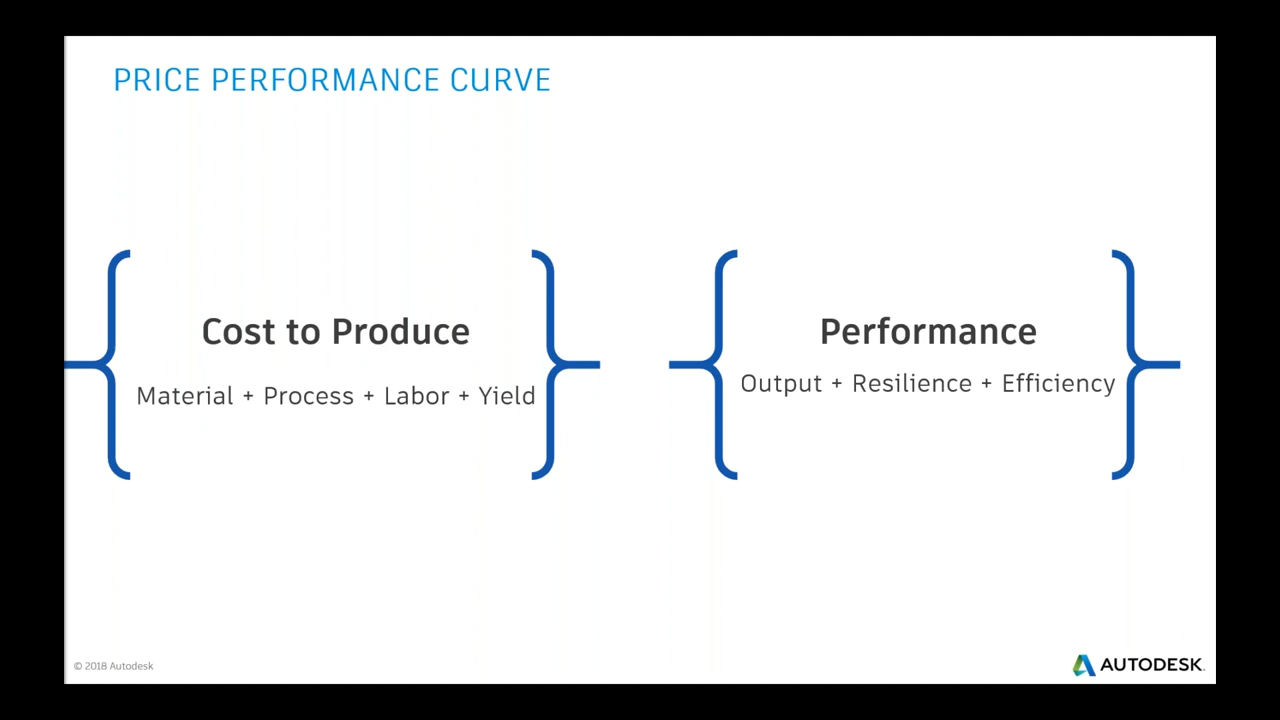 PRICE PERFORMANCE CURVE
Cost to Produce
Material + Process + Labor + Yield
Performance
Output + Resilience + Efficiency
© 2018 Autodesk
AUTODESK.